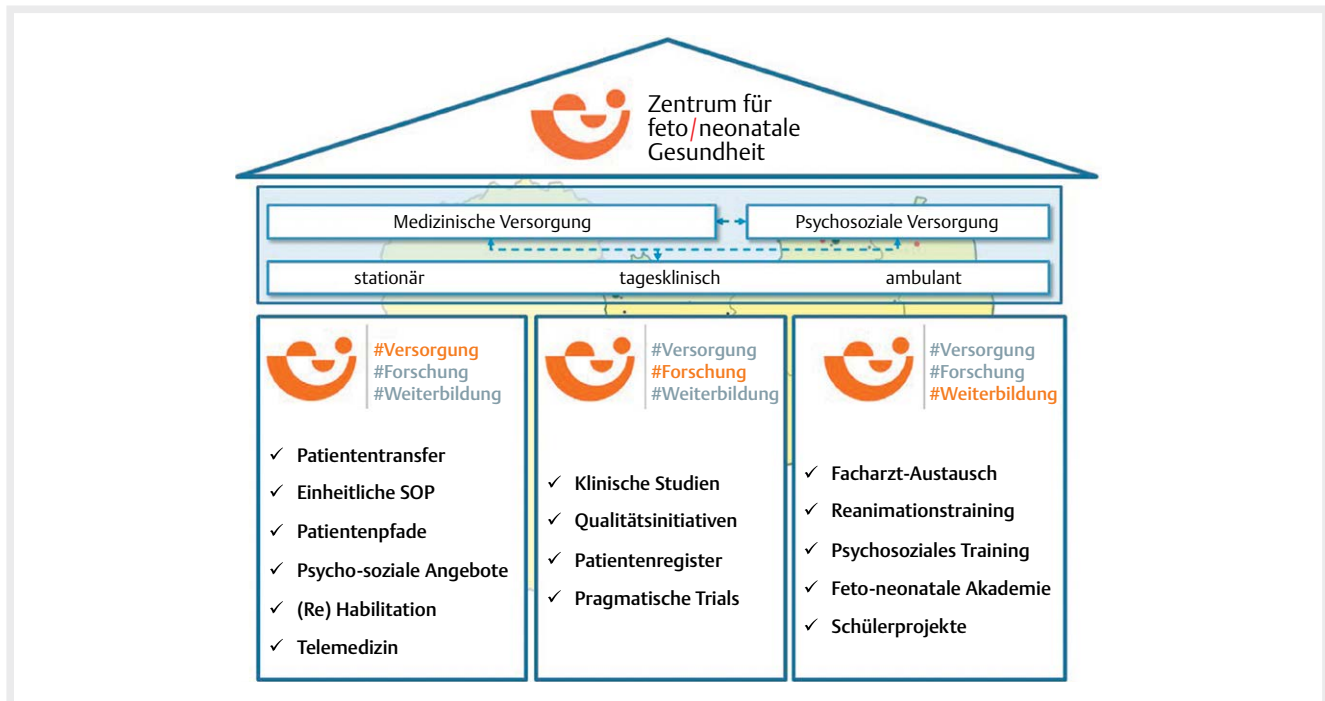 Zentrum für
feto/neonatale
Gesundheit
Medizinische Versorgung
Psychosoziale Versorgung
stationär
tagesklinisch
ambulant
#Versorgung
#Forschung
#Weiterbildung
✓ Patiententransfer
✓ Einheitliche SOP
✓ Patientenpfade
✓ Psycho-soziale Angebote
✓ (Re) Habilitation
✓ Telemedizin
#Versorgung
#Forschung
#Weiterbildung
✓ Klinische Studien
✓ Qualitätsinitiativen
✓ Patientenregister
✓ Pragmatische Trials
#Versorgung
#Forschung
#Weiterbildung
✓ Facharzt-Austausch
✓ Reanimationstraining
✓ Psychosoziales Training
✓ Feto-neonatale Akademie
✓ Schülerprojekte